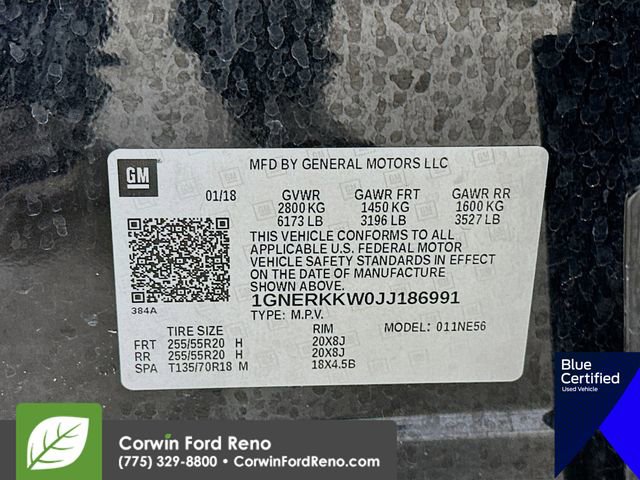 GM
MFD BY GENERAL MOTORS LLC
01/18 GVWR GAWR FRT GAWR RR
2800 KG 1450 KG 1600 KG
6173 LB 3196 LB 3527 LB
THIS VEHICLE CONFORMS TO ALL
APPLICABLE U.S. FEDERAL MOTOR
VEHICLE SAFETY STANDARDS IN EFFECT
ON THE DATE OF MANUFACTURE
SHOWN ABOVE.
1GNERKKW0JJ186991
384A
TYPE: M.P.V. MODEL: 011NE56
TIRE SIZE RIM
FRT 255/55R20 H 20X8J
RR 255/55R20 H 20X8J
SPA T135/70R18 M 18X4.5B
Blue
Certified
Used Vehicle
Corwin Ford Reno
(775) 329-8800 • CorwinFordReno.com